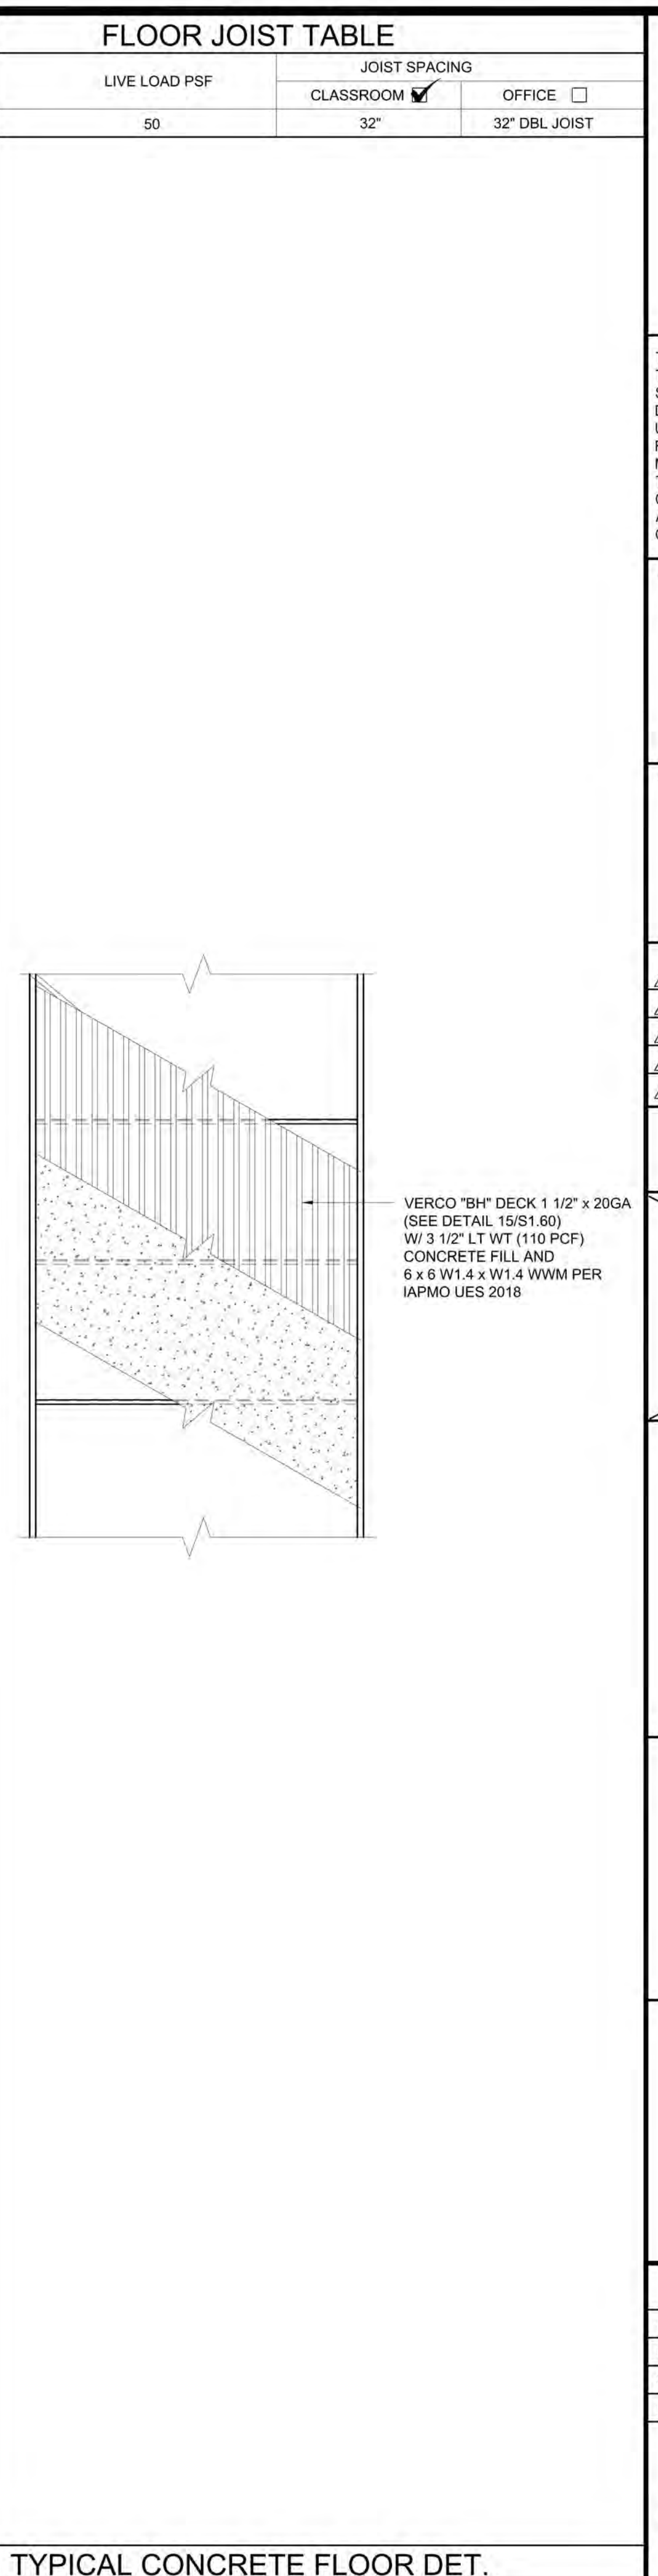 FLOOR JOIST TABLE
LIVE LOAD PSF
JOIST SPACING
CLASSROOM
OFFICE
50
32"
32" DBL JOIST
VERCO "BH" DECK 1 1/2" x 20GA
(SEE DETAIL 15/S1.60)
W/ 3 1/2" LT WT (110 PCF)
CONCRETE FILL AND
6 x 6 W1.4 x W1.4 WWM PER
IAPMO UES 2018
TYPICAL CONCRETE FLOOR DET.